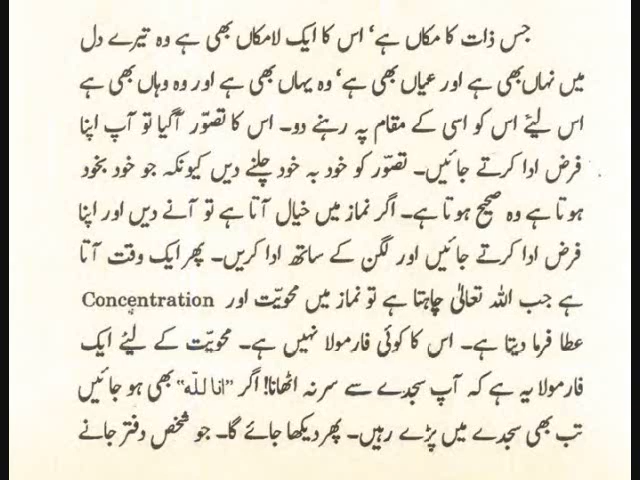 جس ذات کا مکاں ہے‘ اس کا ایک لامکاں بھی ہے وہ تیرے دل
میں نہاں بھی ہے اور عیاں بھی ہے‘ وہ یہاں بھی ہے اور وہ وہاں بھی ہے
اس لیئے اس کو اسی کے مقام پہ رہنے دو۔ اس کا تصوّر آگیا تو آپ اپنا
فرض ادا کرتے جائیں۔ تصوّر کو خود بہ خود چلنے دیں کیونکہ جو خود بخود
ہوتا ہے وہ صحیح ہوتا ہے۔ اگر نماز میں خیال آتا ہے تو آنے دیں اور اپنا
فرض ادا کرتے جائیں اور لگن کے ساتھ ادا کریں۔ پھر ایک وقت آتا
ہے جب اللہ تعالیٰ چاہتا ہے تو نماز میں محویّت اور Concentration
عطا فرما دیتا ہے۔ اس کا کوئی فارمولا نہیں ہے۔ محویّت کے لیئے ایک
فارمولا یہ ہے کہ آپ سجدے سے سر نہ اٹھانا! اگر ”انا للّٰہ“ بھی ہو جائیں
تب بھی سجدے میں پڑے رہیں۔ پھر دیکھا جائے گا۔ جو شخص دفتر جانے